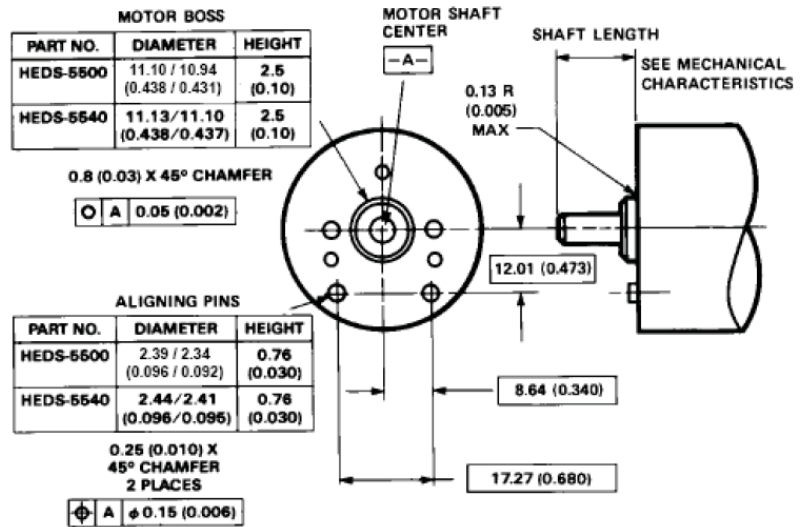 MOTOR BOSS
PART NO. DIAMETER HEIGHT
HEDS-5500 11.10 / 10.94 2.5
(0.438 / 0.431) (0.10)
HEDS-5540 11.13/11.10 2.5
(0.438/0.437) (0.10)
0.8 (0.03) X 45° CHAMFER
○ A 0.05 (0.002)
MOTOR SHAFT
CENTER
–A–
SHAFT LENGTH
SEE MECHANICAL
CHARACTERISTICS
0.13 R
(0.005)
MAX
12.01 (0.473)
ALIGNING PINS
PART NO. DIAMETER HEIGHT
HEDS-5500 2.39 / 2.34 0.76
(0.096 / 0.092) (0.030)
HEDS-5540 2.44/2.41 0.76
(0.096/0.095) (0.030)
0.25 (0.010) X
45° CHAMFER
2 PLACES
⌖ A ϕ 0.15 (0.006)
8.64 (0.340)
17.27 (0.680)